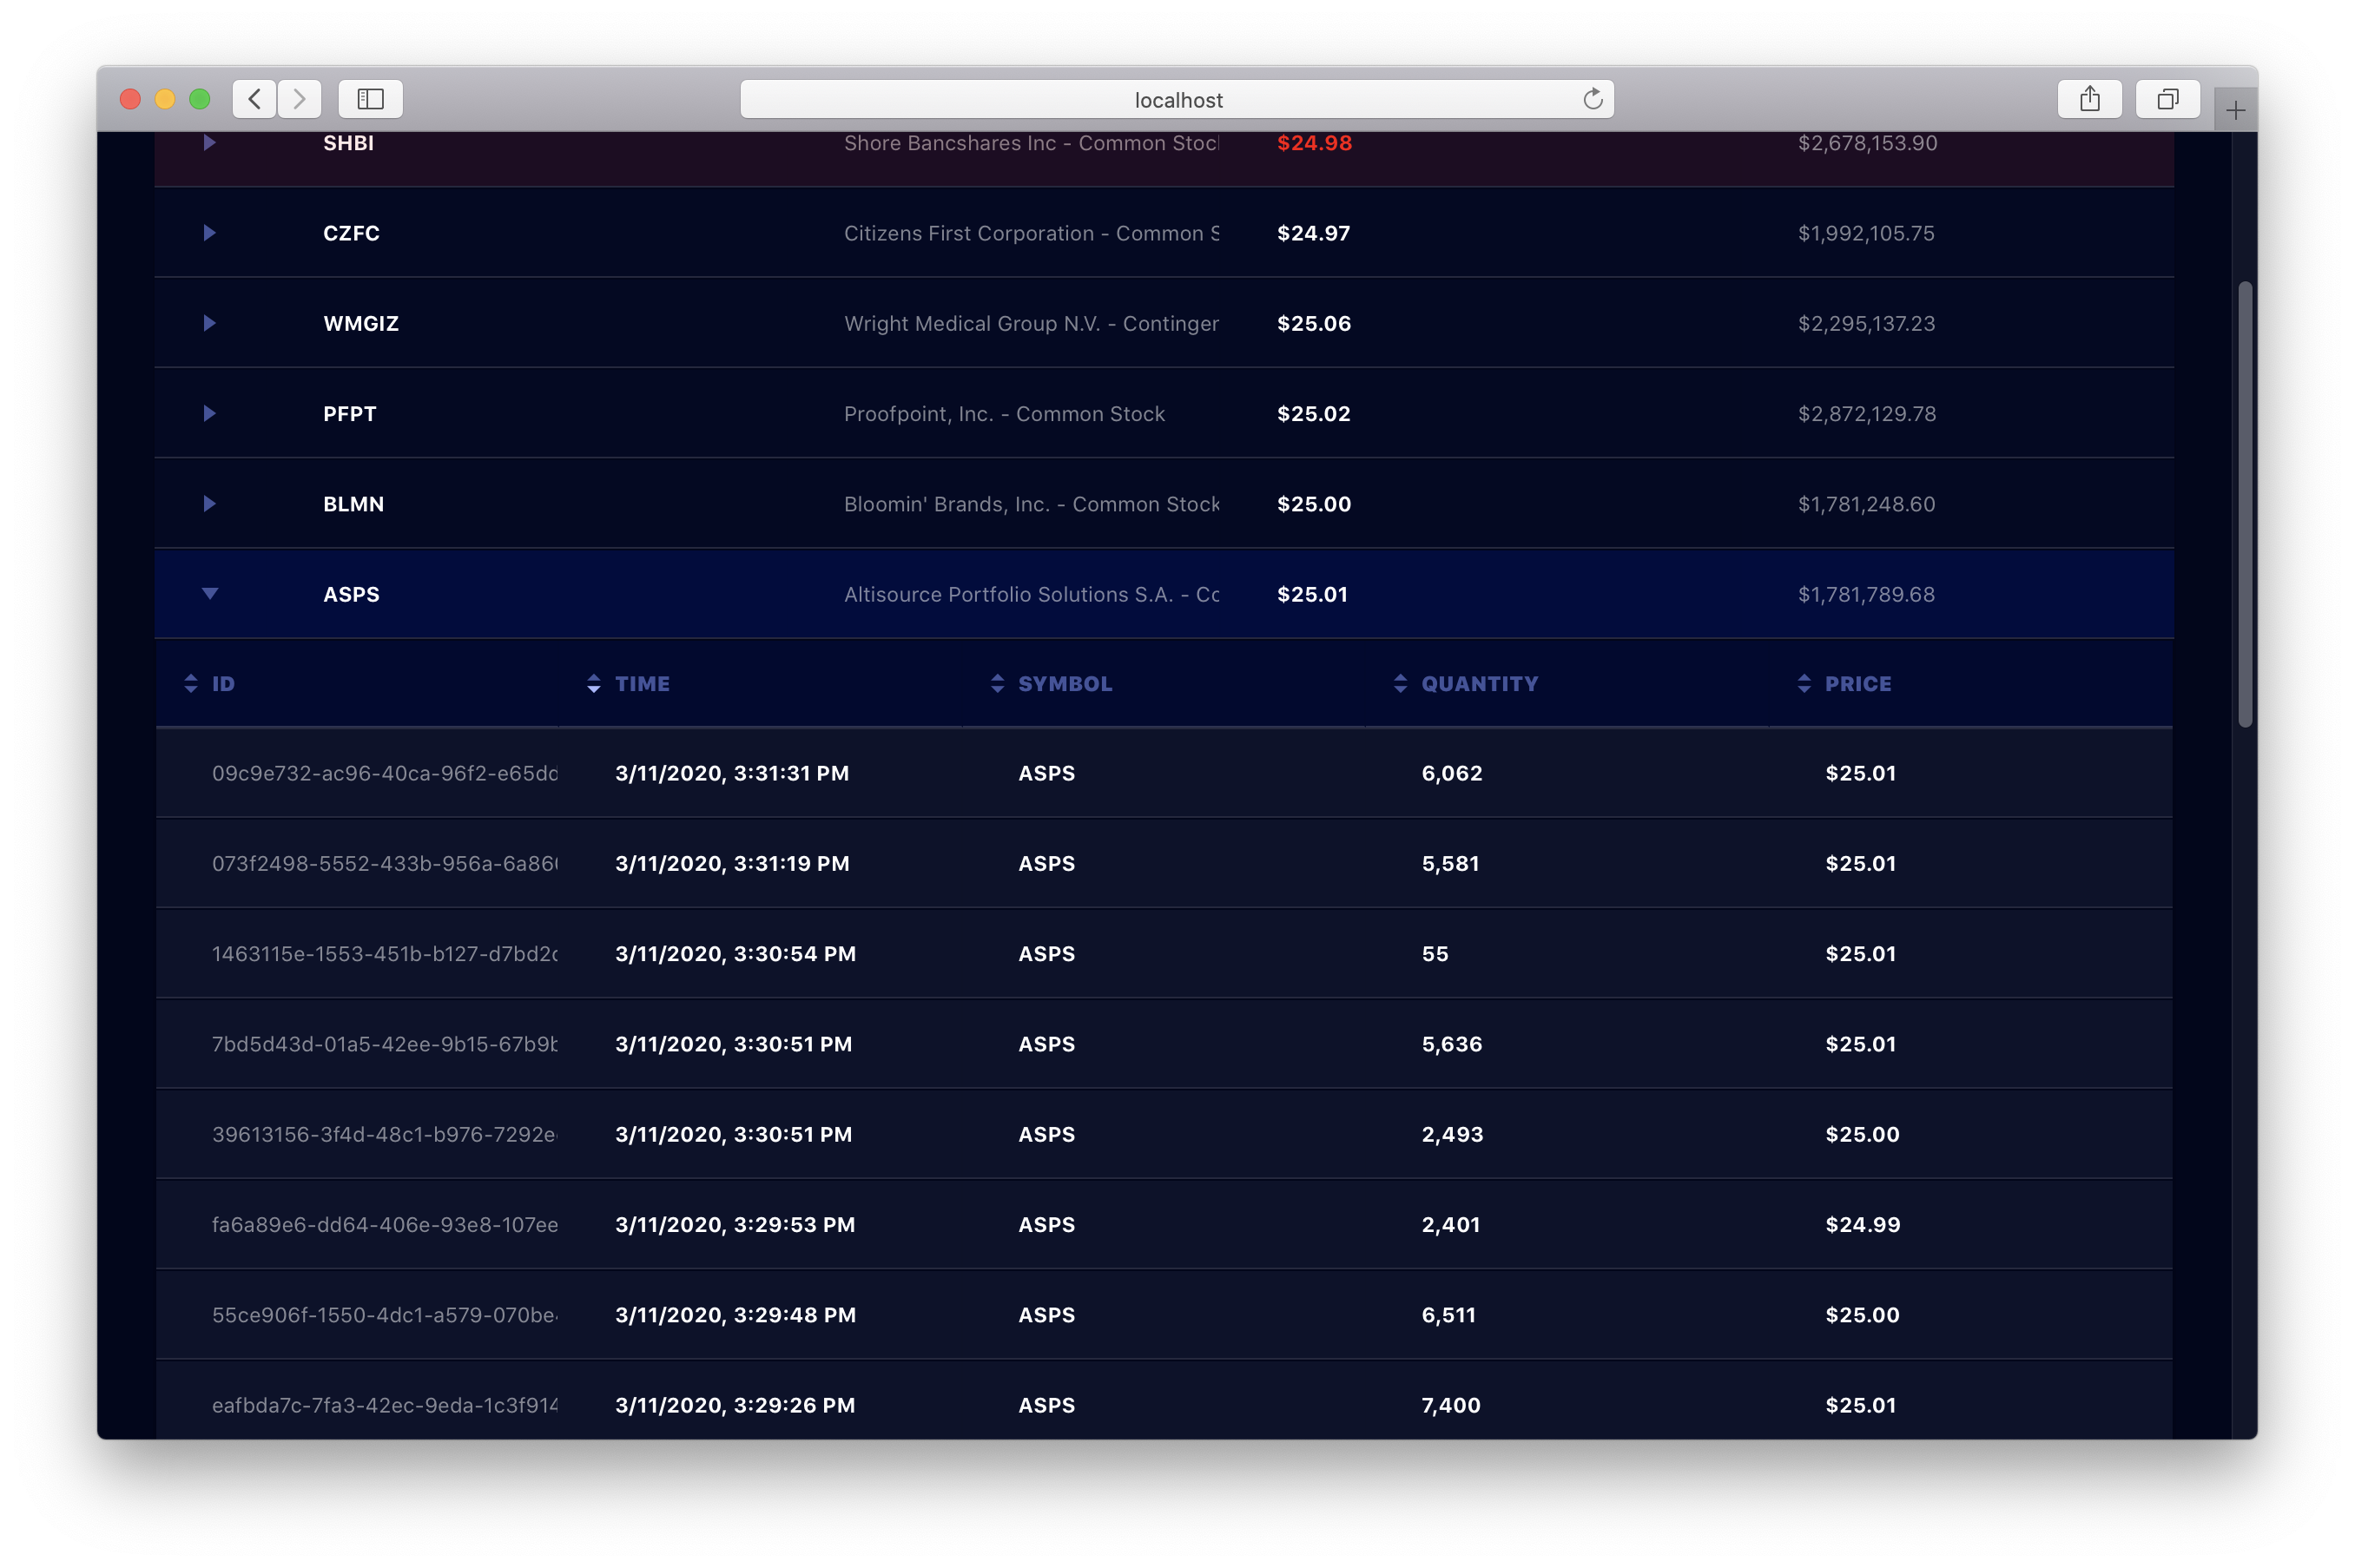 localhost
SHBI Shore Bancshares Inc - Common Stoc $24.98 $2,678,153.90
CZFC Citizens First Corporation - Common S $24.97 $1,992,105.75
WMGIZ Wright Medical Group N.V. - Continger $25.06 $2,295,137.23
PFPT Proofpoint, Inc. - Common Stock $25.02 $2,872,129.78
BLMN Bloomin' Brands, Inc. - Common Stock $25.00 $1,781,248.60
ASPS Altisource Portfolio Solutions S.A. - Co $25.01 $1,781,789.68
ID TIME SYMBOL QUANTITY PRICE
09c9e732-ac96-40ca-96f2-e65dd 3/11/2020, 3:31:31 PM ASPS 6,062 $25.01
073f2498-5552-433b-956a-6a860 3/11/2020, 3:31:19 PM ASPS 5,581 $25.01
1463115e-1553-451b-b127-d7bd2c 3/11/2020, 3:30:54 PM ASPS 55 $25.01
7bd5d43d-01a5-42ee-9b15-67b9b 3/11/2020, 3:30:51 PM ASPS 5,636 $25.01
39613156-3f4d-48c1-b976-7292e 3/11/2020, 3:30:51 PM ASPS 2,493 $25.00
fa6a89e6-dd64-406e-93e8-107ee 3/11/2020, 3:29:53 PM ASPS 2,401 $24.99
55ce906f-1550-4dc1-a579-070be 3/11/2020, 3:29:48 PM ASPS 6,511 $25.00
eafbda7c-7fa3-42ec-9eda-1c3f914 3/11/2020, 3:29:26 PM ASPS 7,400 $25.01